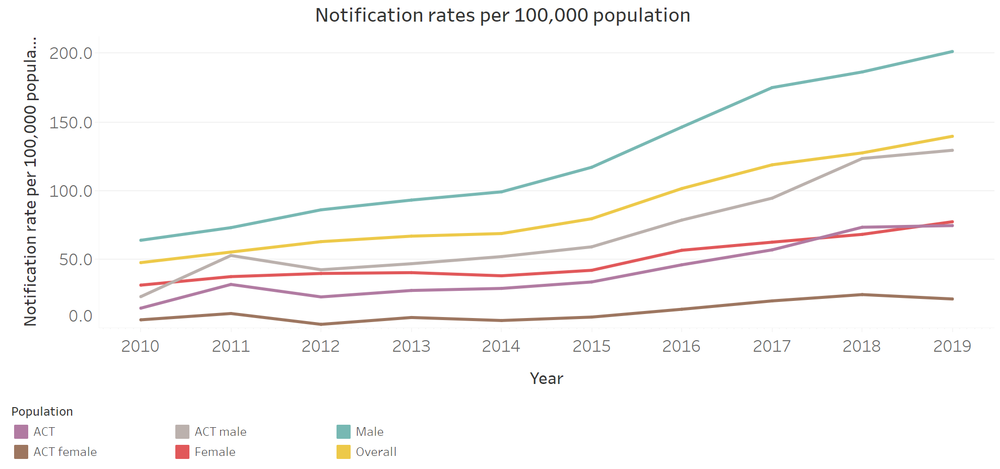 Notification rates per 100,000 population
Notification rate per 100,000 popula...
200.0
150.0
100.0
50.0
0.0
2010 2011 2012 2013 2014 2015 2016 2017 2018 2019
Year
Population
ACT ACT male Male
ACT female Female Overall